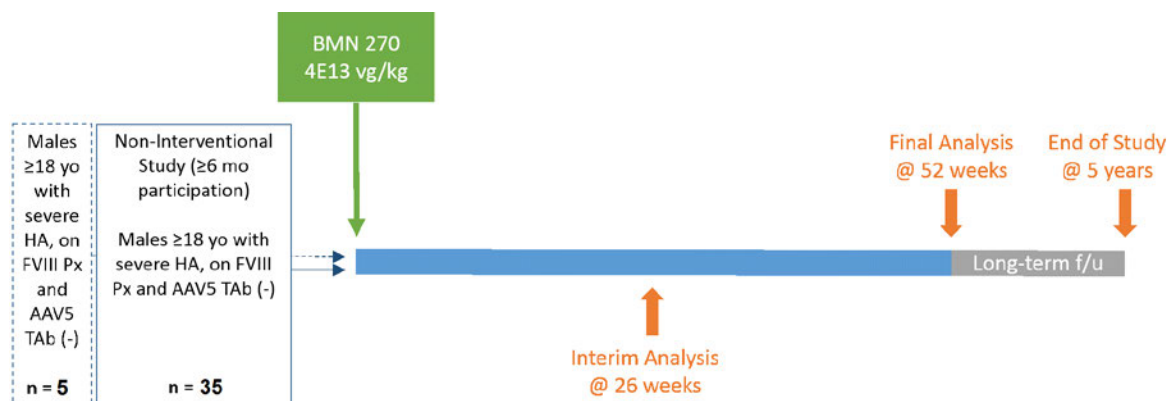 BMN 270
4E13 vg/kg
Males
≥18 yo
with
severe
HA, on
FVIII Px
and
AAV5
TAb (-)
n = 5
Non-Interventional
Study (≥6 mo
participation)
Males ≥18 yo with
severe HA, on FVIII
Px and AAV5 TAb (-)
n = 35
Final Analysis
@ 52 weeks
End of Study
@ 5 years
Long-term f/u
Interim Analysis
@ 26 weeks